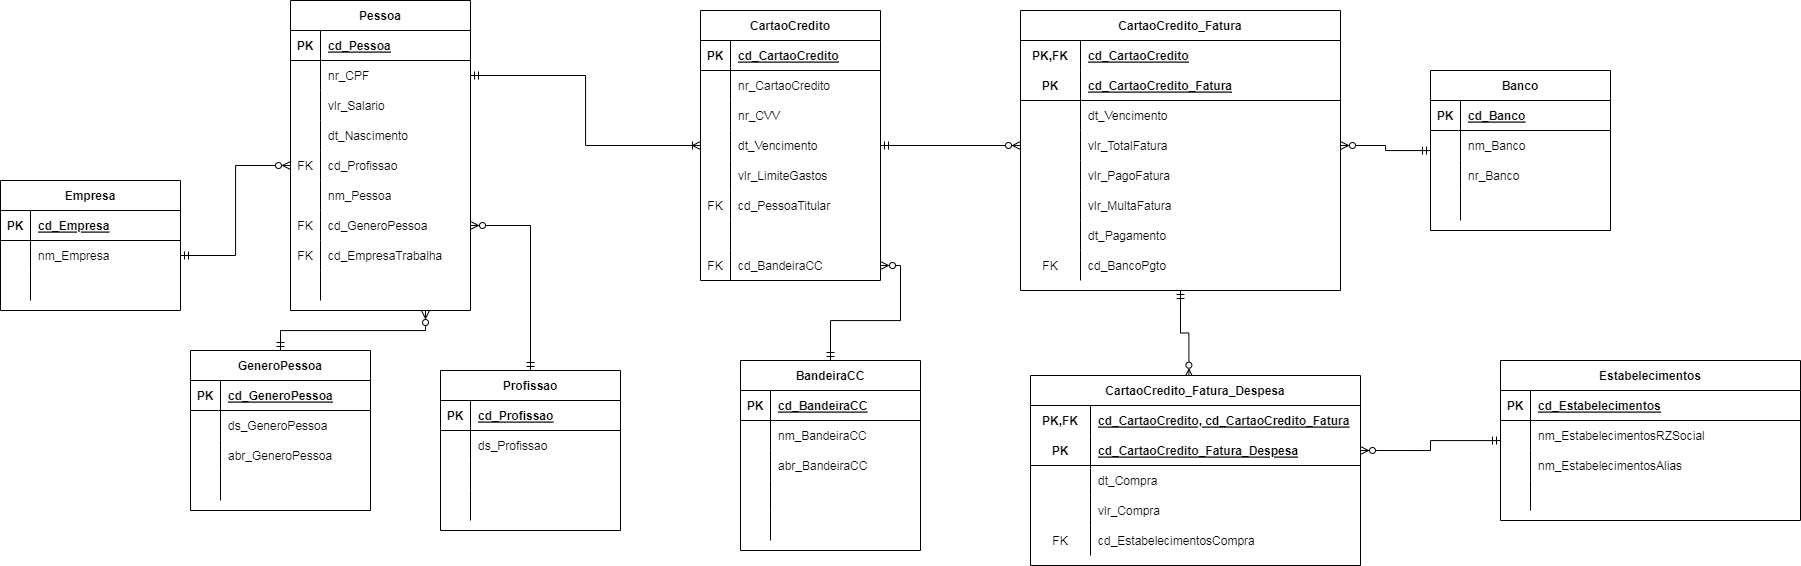 Pessoa
PK cd_Pessoa
nr_CPF
vlr_Salario
dt_Nascimento
FK cd_Profissao
nm_Pessoa
FK cd_GeneroPessoa
FK cd_EmpresaTrabalha
CartaoCredito
PK cd_CartaoCredito
nr_CartaoCredito
nr_CVV
dt_Vencimento
vlr_LimiteGastos
FK cd_PessoaTitular
FK cd_BandeiraCC
CartaoCredito_Fatura
PK,FK cd_CartaoCredito
PK cd_CartaoCredito_Fatura
dt_Vencimento
vlr_TotalFatura
vlr_PagoFatura
vlr_MultaFatura
dt_Pagamento
FK cd_BancoPgto
Banco
PK cd_Banco
nm_Banco
nr_Banco
Empresa
PK cd_Empresa
nm_Empresa
GeneroPessoa
PK cd_GeneroPessoa
ds_GeneroPessoa
abr_GeneroPessoa
Profissao
PK cd_Profissao
ds_Profissao
BandeiraCC
PK cd_BandeiraCC
nm_BandeiraCC
abr_BandeiraCC
CartaoCredito_Fatura_Despesa
PK,FK cd_CartaoCredito, cd_CartaoCredito_Fatura
PK cd_CartaoCredito_Fatura_Despesa
dt_Compra
vlr_Compra
FK cd_EstabelecimentosCompra
Estabelecimentos
PK cd_Estabelecimentos
nm_EstabelecimentosRZSocial
nm_EstabelecimentosAlias